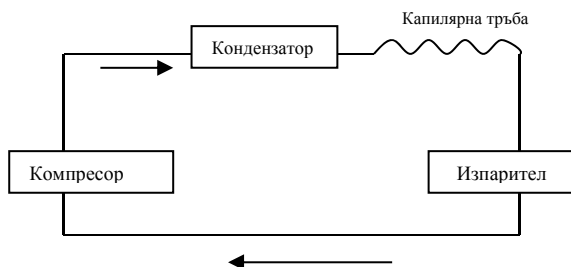 Капилярна тръба
Кондензатор
Компресор
Изпарител